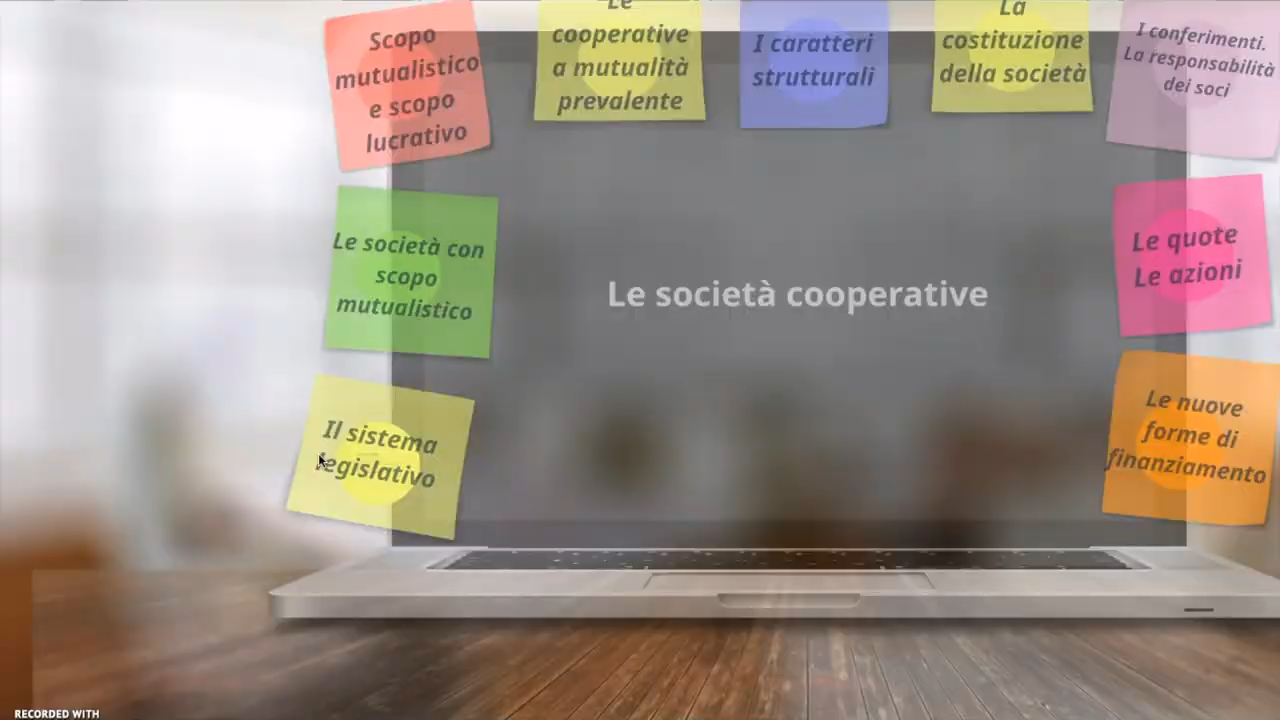 Scopo
mutualistico
e scopo
lucrativo
Le
cooperative
a mutualità
prevalente
I caratteri
strutturali
La
costituzione
della società
I conferimenti.
La responsabilità
dei soci
Le società con
scopo
mutualistico
Le società cooperative
Le quote
Le azioni
Il sistema
legislativo
Le nuove
forme di
finanziamento
RECORDED WITH